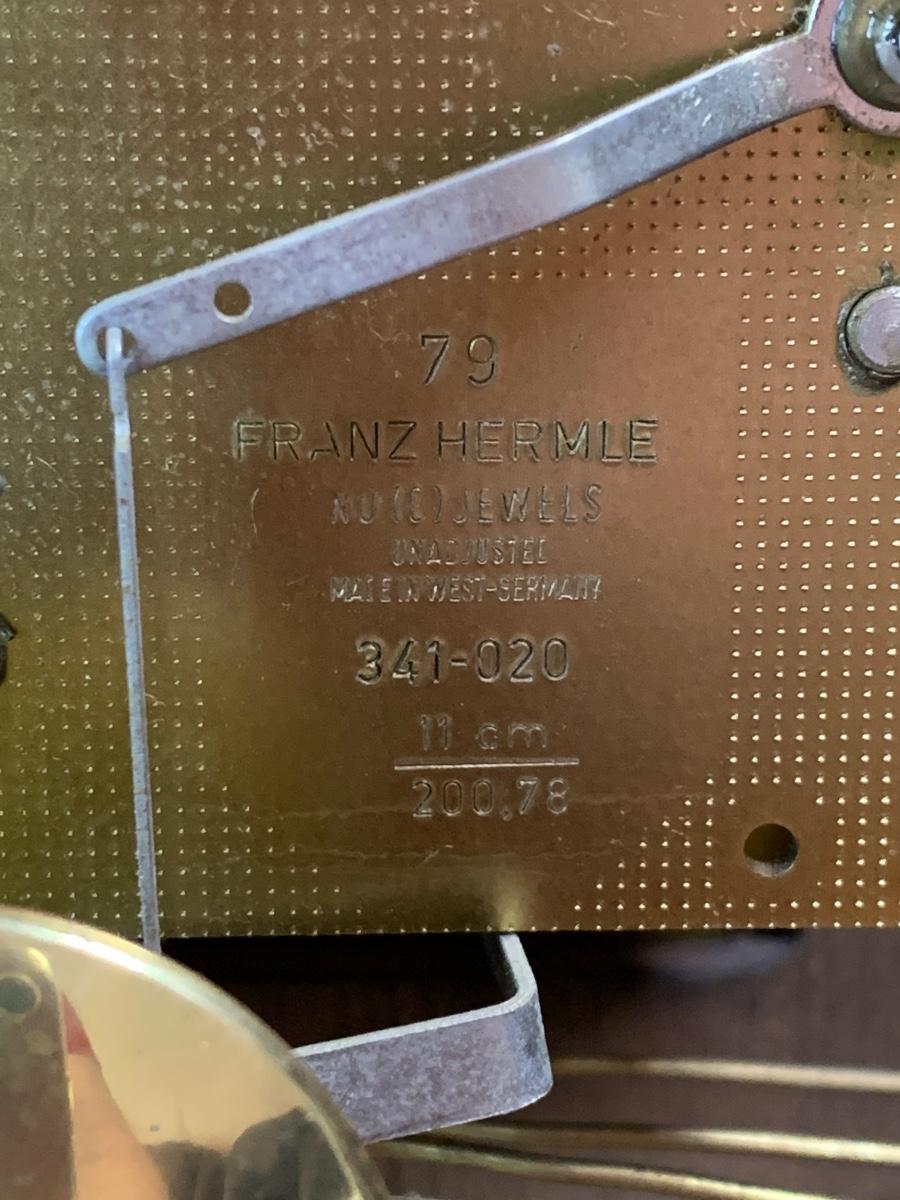 79
FRANZ HERMLE
NO (0) JEWELS
UNADJUSTED
MADE IN WEST-GERMANY
341-020
11 cm
200,78